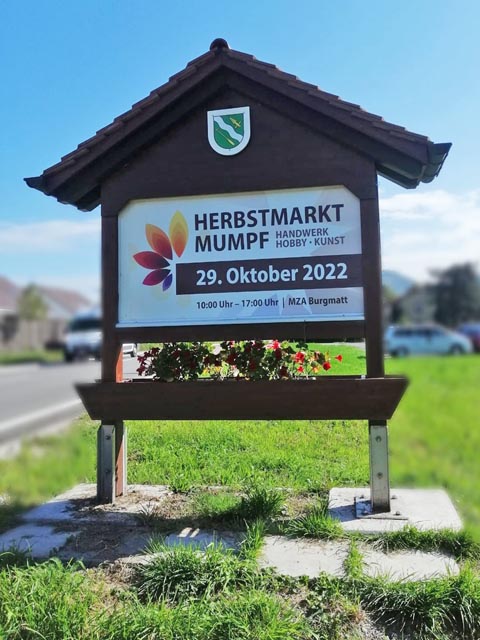 HERBSTMARKT
MUMPF HANDWERK
HOBBY · KUNST
29. Oktober 2022
10:00 Uhr – 17:00 Uhr | MZA Burgmatt